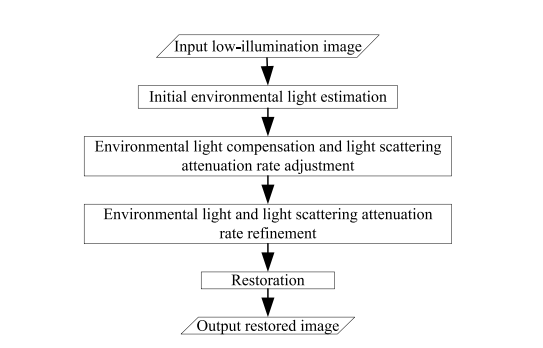 Input low-illumination image
Initial environmental light estimation
Environmental light compensation and light scattering
attenuation rate adjustment
Environmental light and light scattering attenuation
rate refinement
Restoration
Output restored image